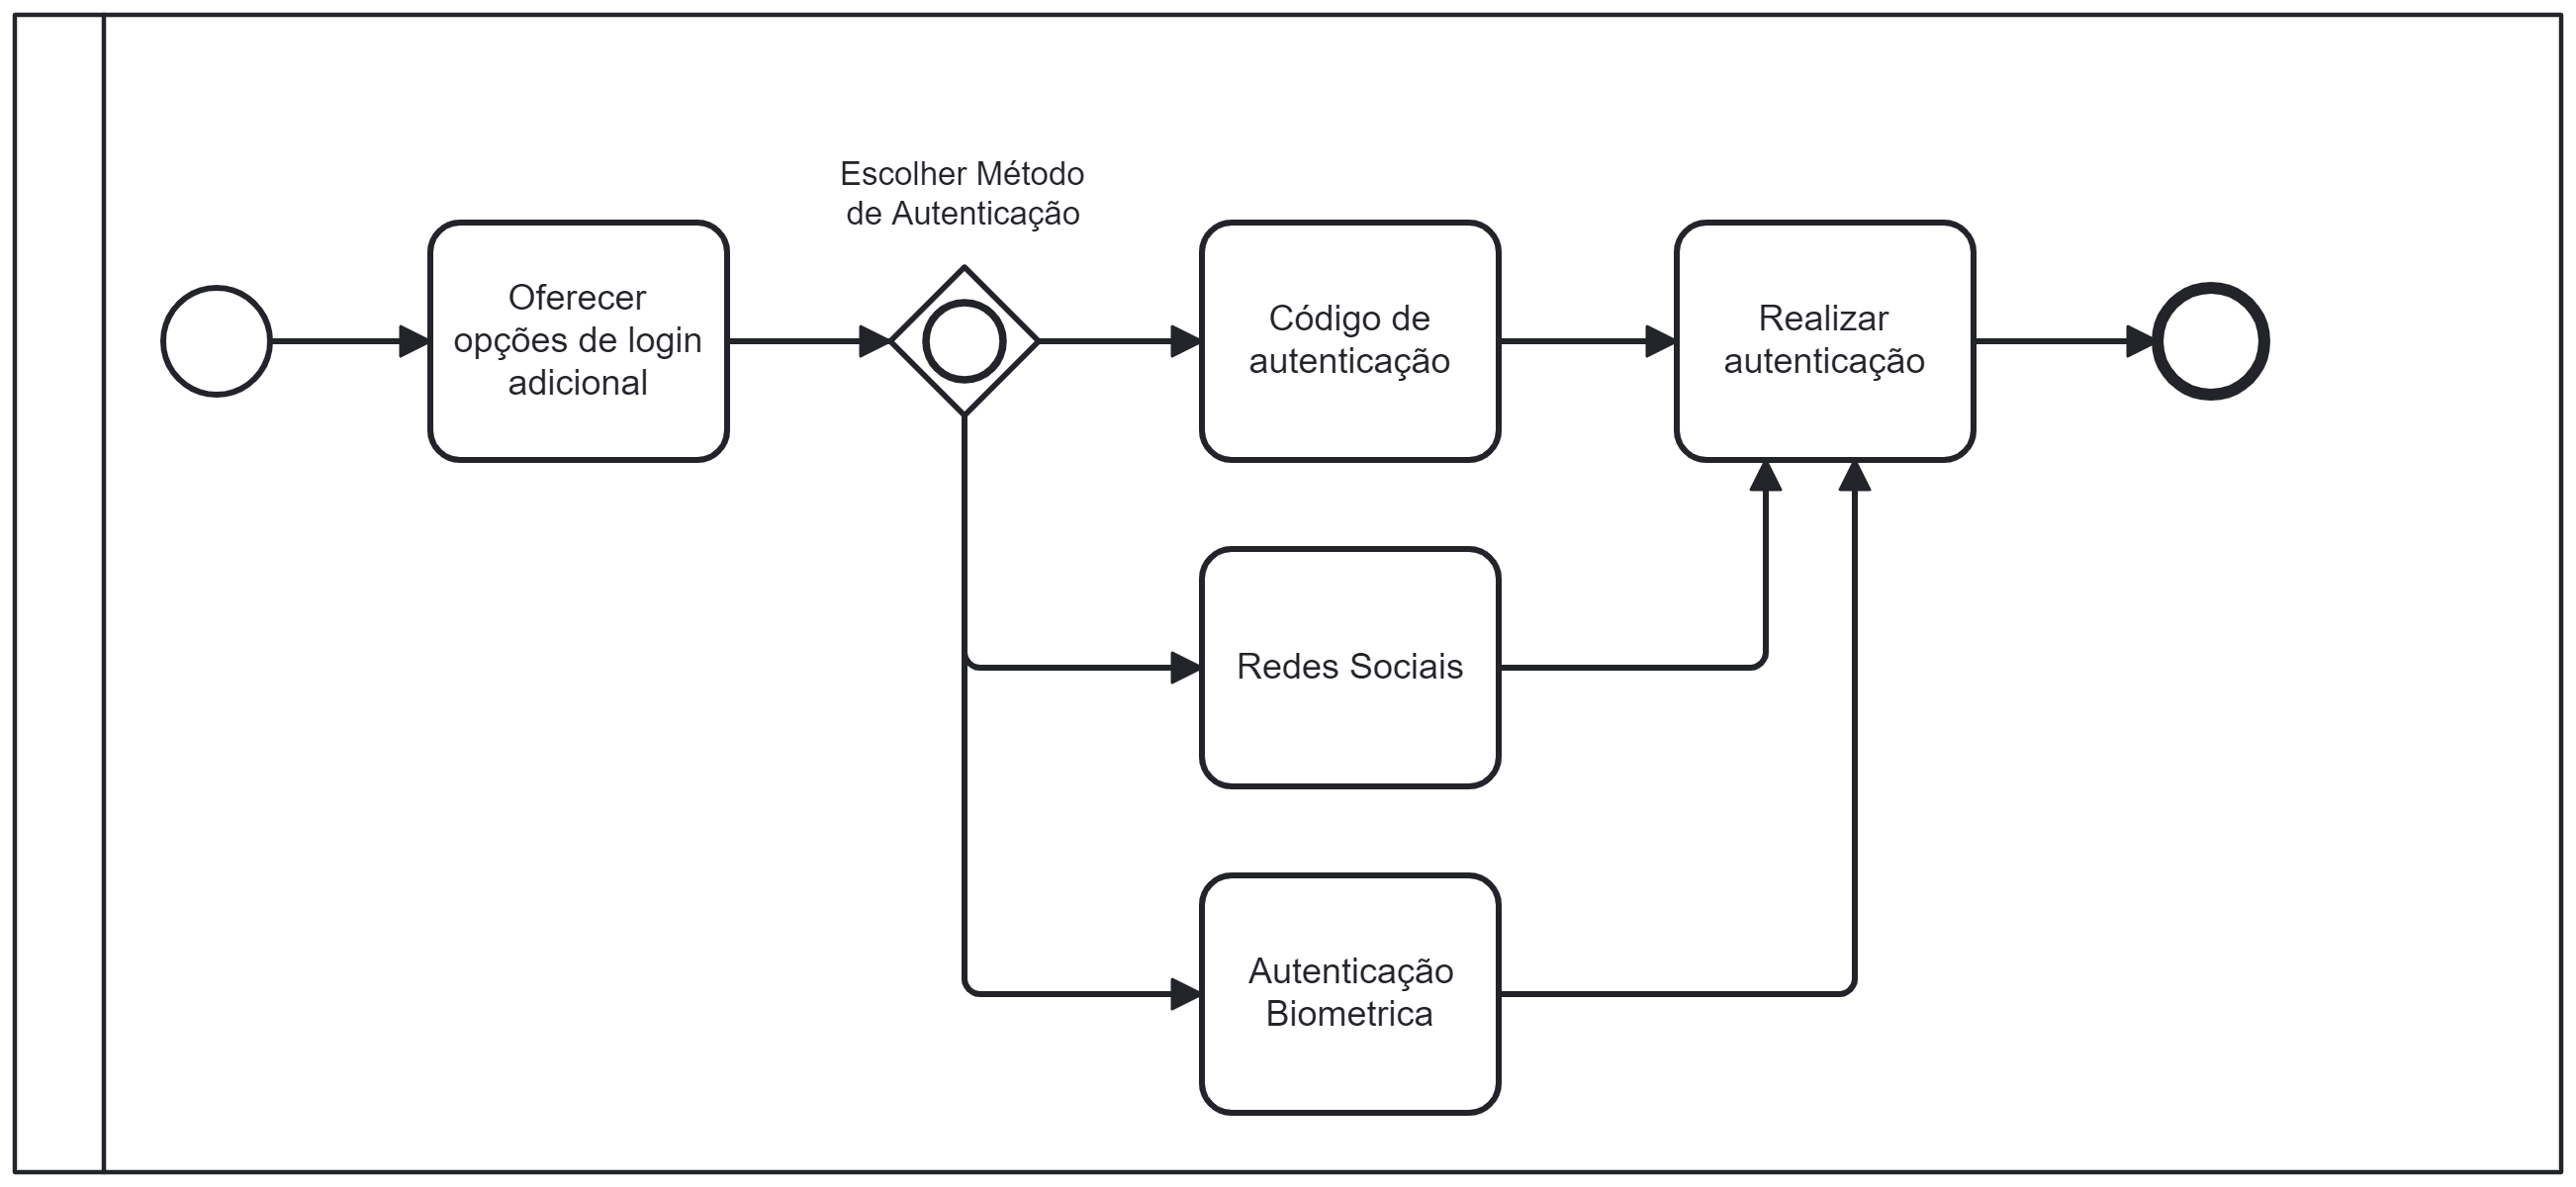 Escolher Método
de Autenticação
Oferecer
opções de login
adicional
Código de
autenticação
Realizar
autenticação
Redes Sociais
Autenticação
Biometrica